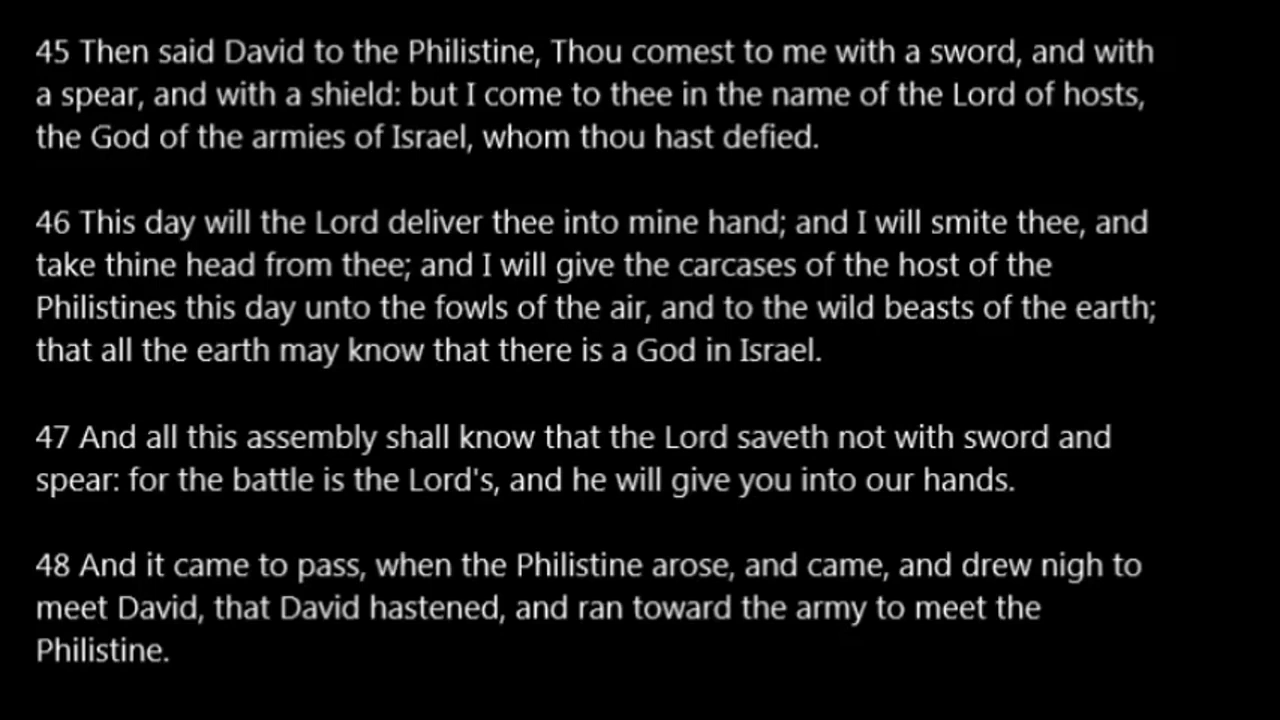 45 Then said David to the Philistine, Thou comest to me with a sword, and with
a spear, and with a shield: but I come to thee in the name of the Lord of hosts,
the God of the armies of Israel, whom thou hast defied.
46 This day will the Lord deliver thee into mine hand; and I will smite thee, and
take thine head from thee; and I will give the carcases of the host of the
Philistines this day unto the fowls of the air, and to the wild beasts of the earth;
that all the earth may know that there is a God in Israel.
47 And all this assembly shall know that the Lord saveth not with sword and
spear: for the battle is the Lord's, and he will give you into our hands.
48 And it came to pass, when the Philistine arose, and came, and drew nigh to
meet David, that David hastened, and ran toward the army to meet the
Philistine.